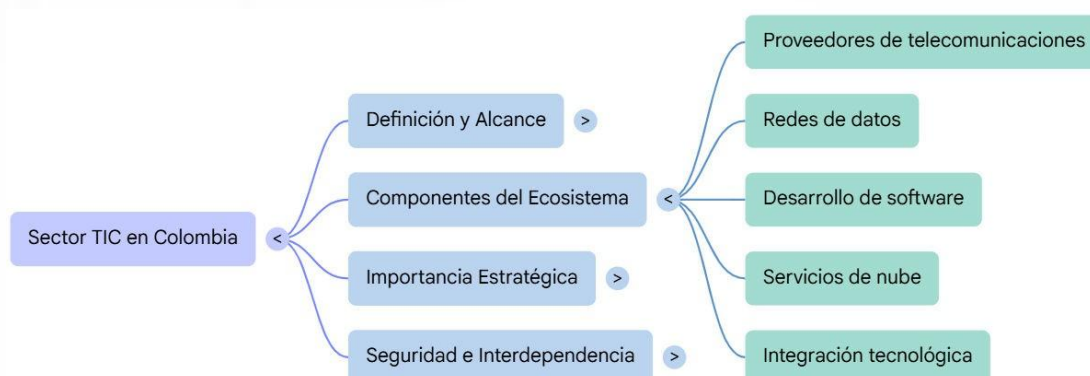 Sector TIC en Colombia <
Definición y Alcance >
Componentes del Ecosistema <
Importancia Estratégica >
Seguridad e Interdependencia >
Proveedores de telecomunicaciones
Redes de datos
Desarrollo de software
Servicios de nube
Integración tecnológica